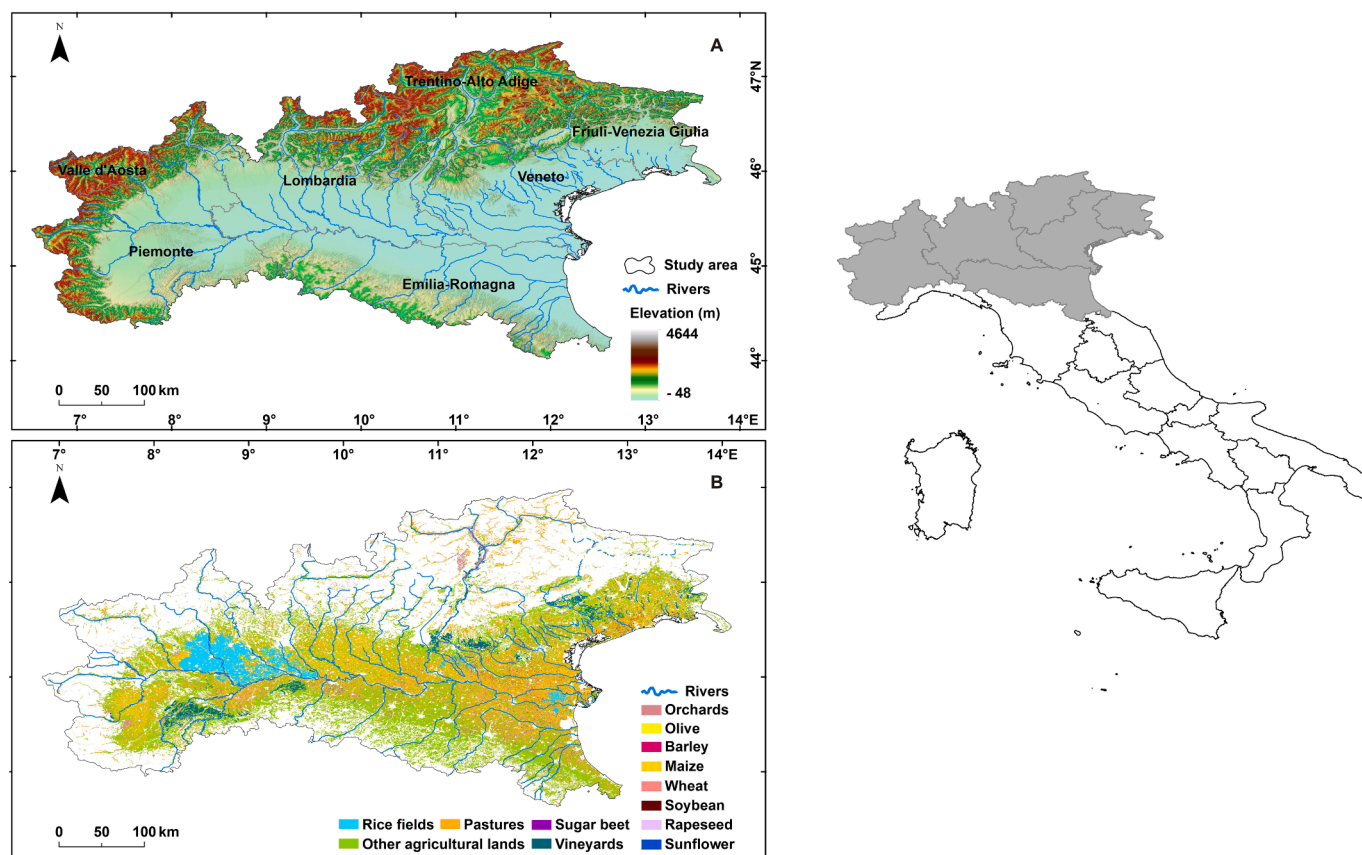 N
A
Trentino-Alto Adige
Friuli-Venezia Giulia
Valle d'Aosta
Lombardia
Veneto
Piemonte
Emilia-Romagna
Study area
Rivers
Elevation (m)
4644
- 48
0 50 100 km
47°N
46°
45°
44°
7° 8° 9° 10° 11° 12° 13° 14°E
7° 8° 9° 10° 11° 12° 13° 14°E
N
B
Rivers
Orchards
Olive
Barley
Maize
Wheat
Soybean
Rice fields Pastures Sugar beet Rapeseed
Other agricultural lands Vineyards Sunflower
0 50 100 km